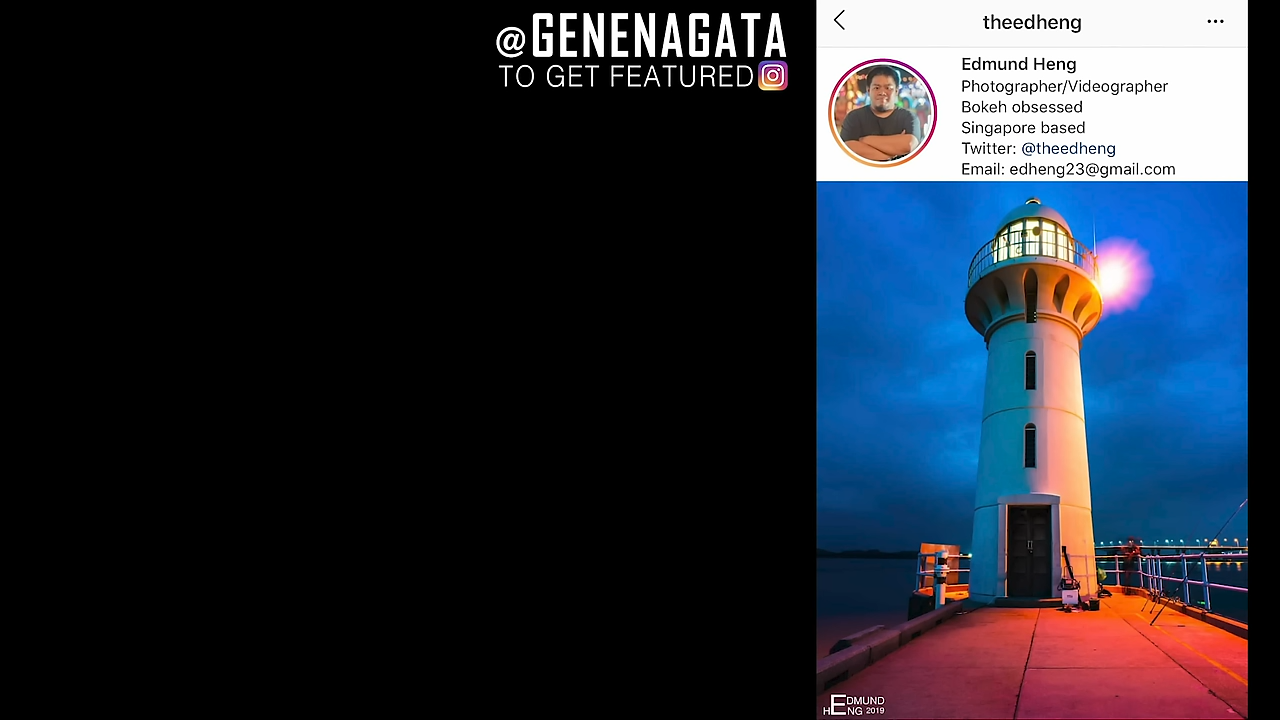 @GENENAGATA
TO GET FEATURED
theedheng
Edmund Heng
Photographer/Videographer
Bokeh obsessed
Singapore based
Twitter: @theedheng
Email: edheng23@gmail.com
EDMUND
HENG 2019